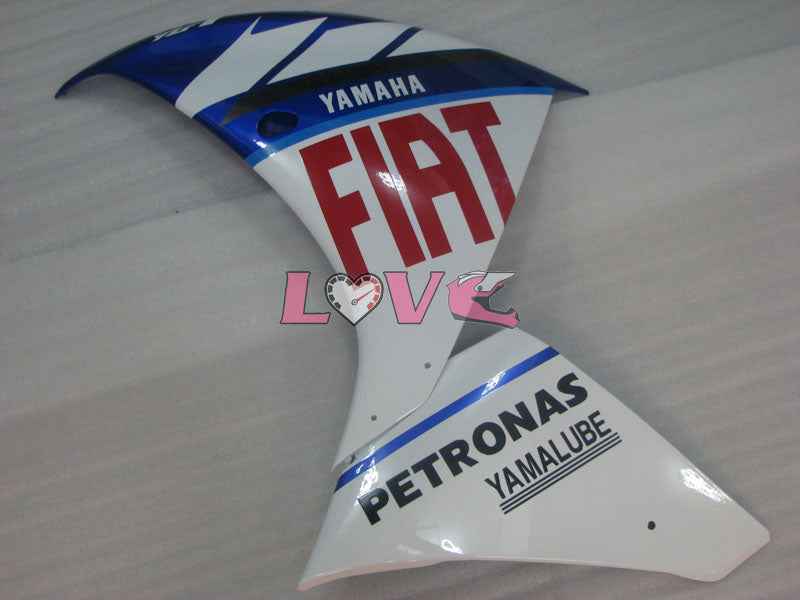 YAMAHA
FIAT
LOVE
PETRONAS
YAMALUBE